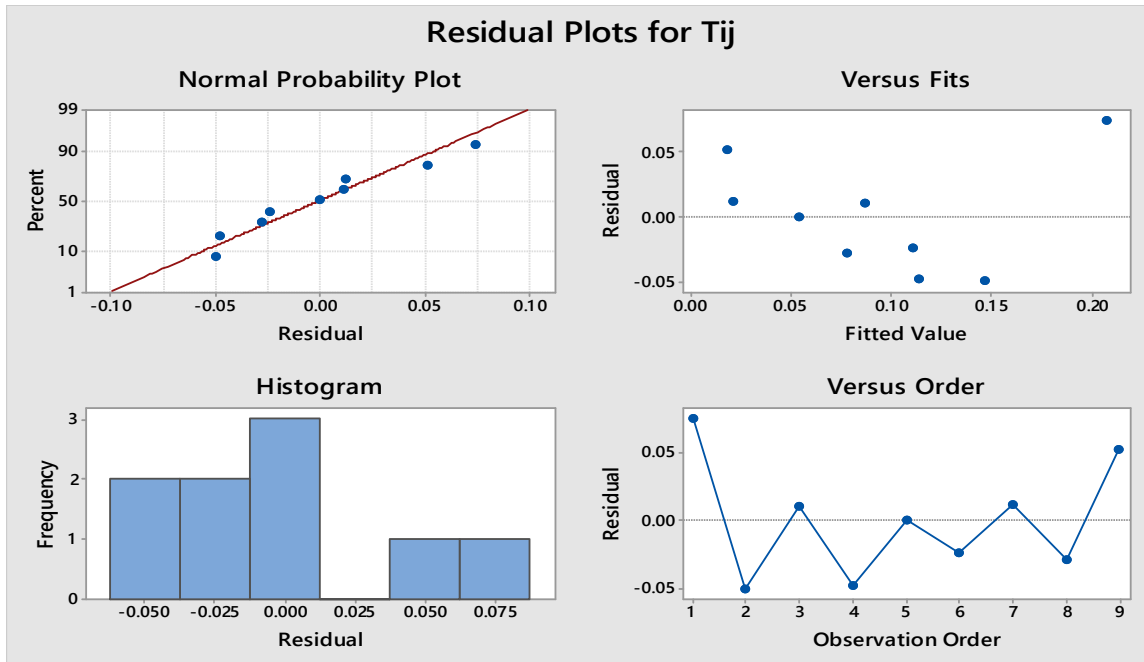 Residual Plots for Tij
Normal Probability Plot
99
90
50
10
1
Percent
-0.10 -0.05 0.00 0.05 0.10
Residual
Versus Fits
0.05
0.00
-0.05
Residual
0.00 0.05 0.10 0.15 0.20
Fitted Value
Histogram
3
2
1
0
Frequency
-0.050 -0.025 0.000 0.025 0.050 0.075
Residual
Versus Order
0.05
0.00
-0.05
Residual
1 2 3 4 5 6 7 8 9
Observation Order